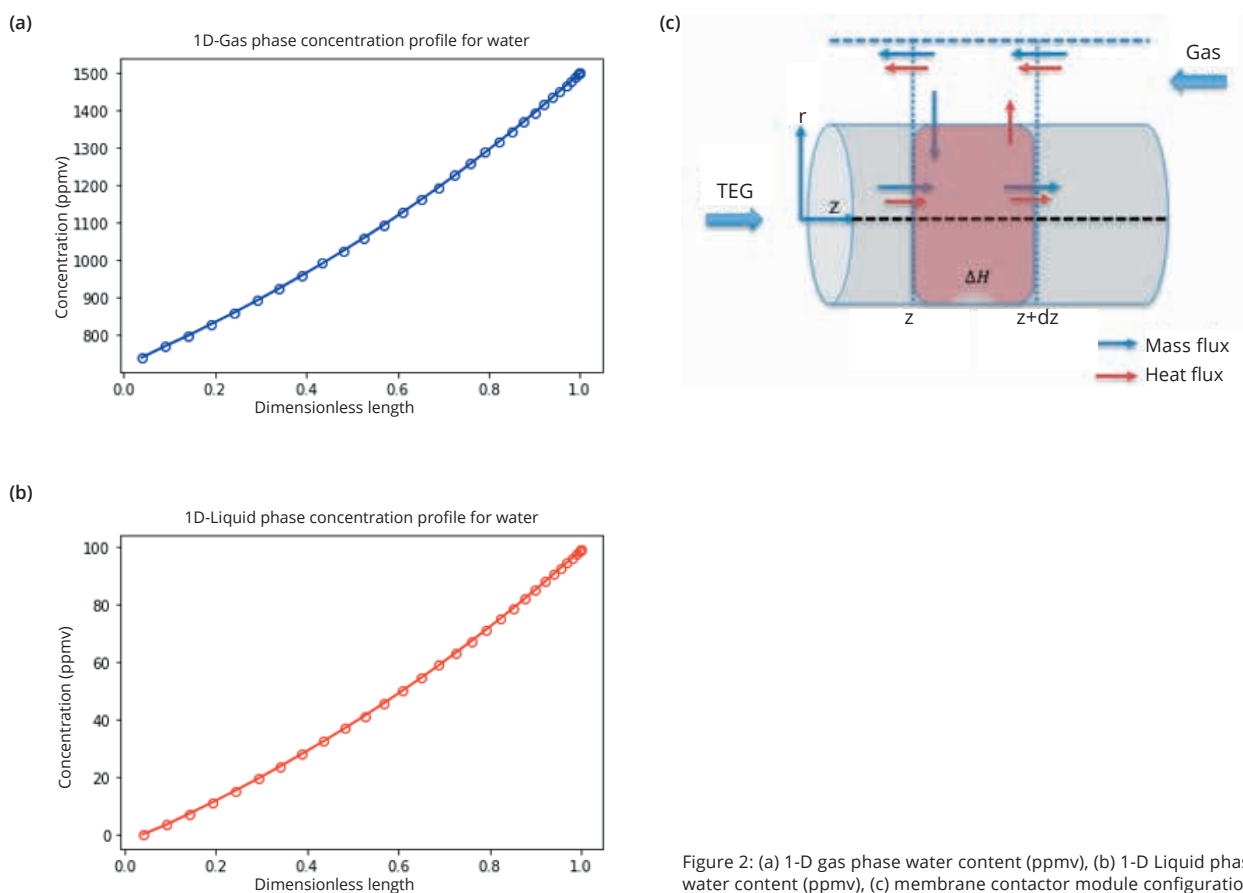 (a)
1D-Gas phase concentration profile for water
Concentration (ppmv)
1500
1400
1300
1200
1100
1000
900
800
0.0 0.2 0.4 0.6 0.8 1.0
Dimensionless length
(b)
1D-Liquid phase concentration profile for water
Concentration (ppmv)
100
80
60
40
20
0
0.0 0.2 0.4 0.6 0.8 1.0
Dimensionless length
(c)
Gas
r
TEG
z
ΔH
z z+dz
Mass flux
Heat flux
Figure 2: (a) 1-D gas phase water content (ppmv), (b) 1-D Liquid phas
water content (ppmv), (c) membrane contactor module configuratio